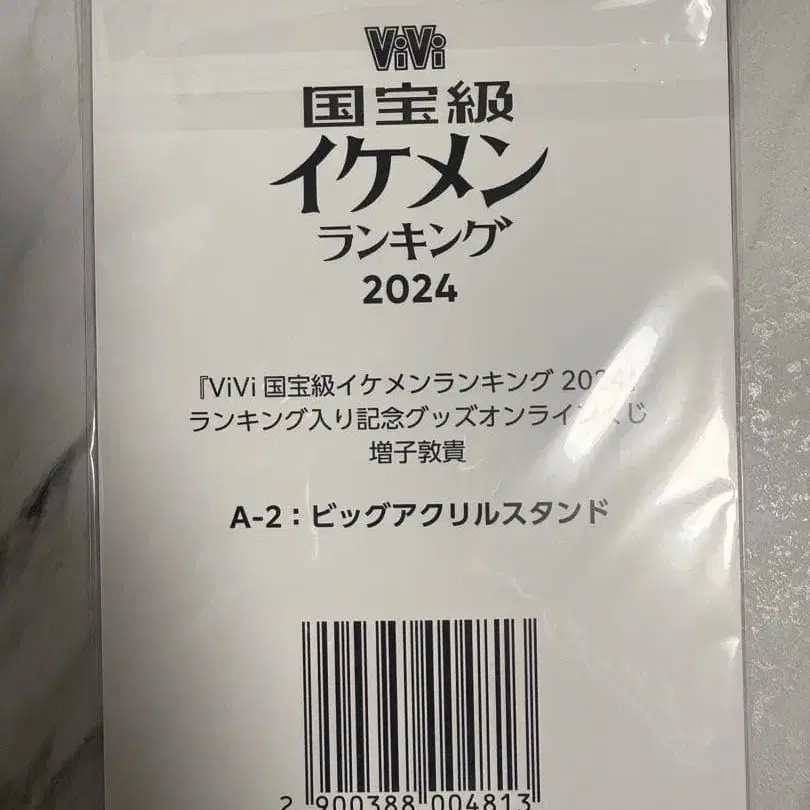 ViVi
国宝級
イケメン
ランキング
2024
『ViVi 国宝級イケメンランキング 2024』
ランキング入り記念グッズオンラインくじ
増子敦貴
A-2：ビッグアクリルスタンド
2 900388 004813